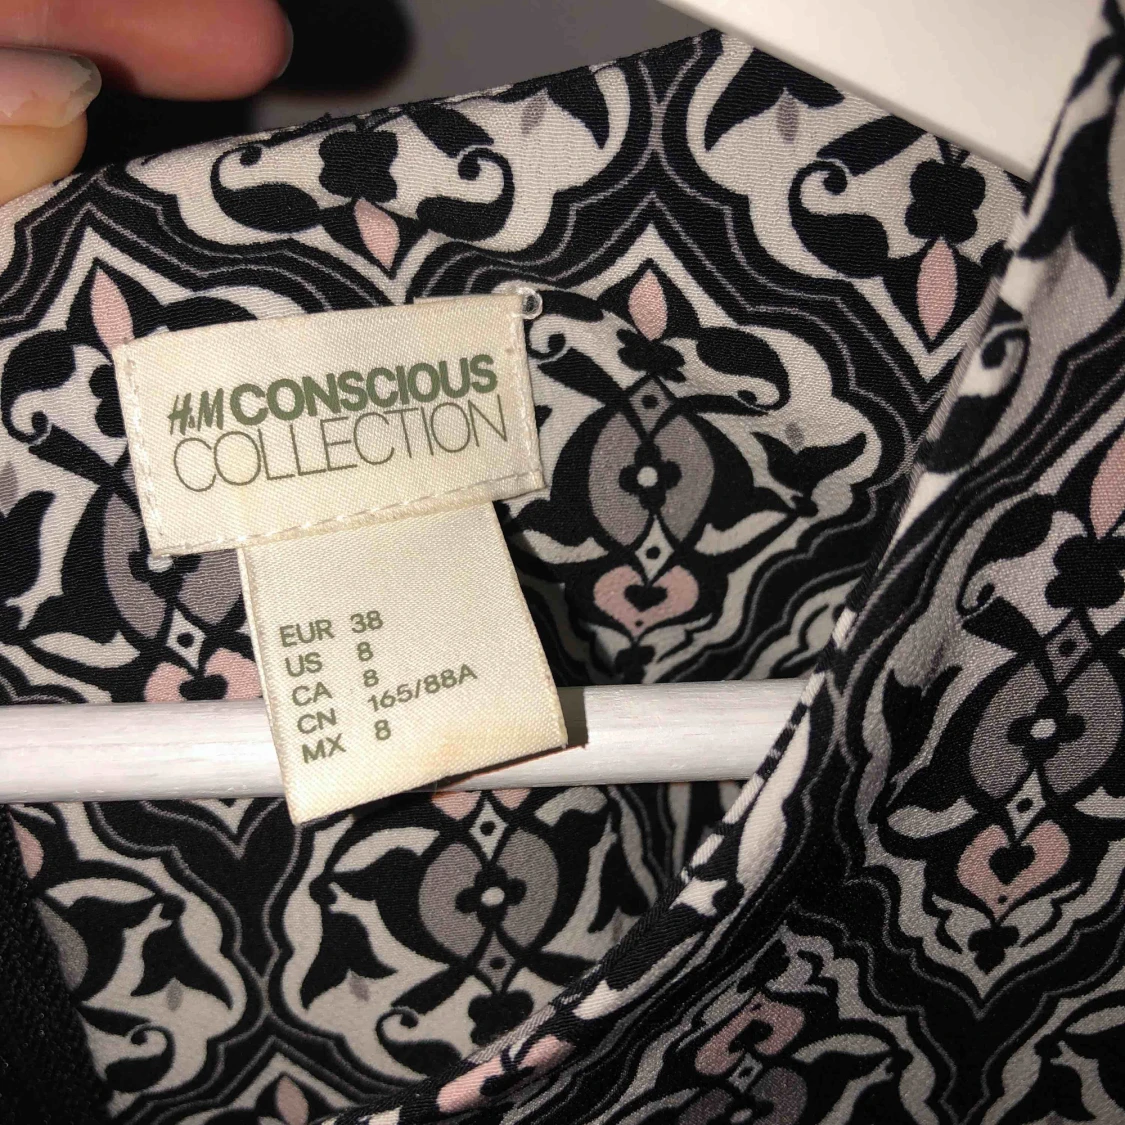 H&M CONSCIOUS
COLLECTION
EUR 38
US 8
CA 8
CN 165/88A
MX 8